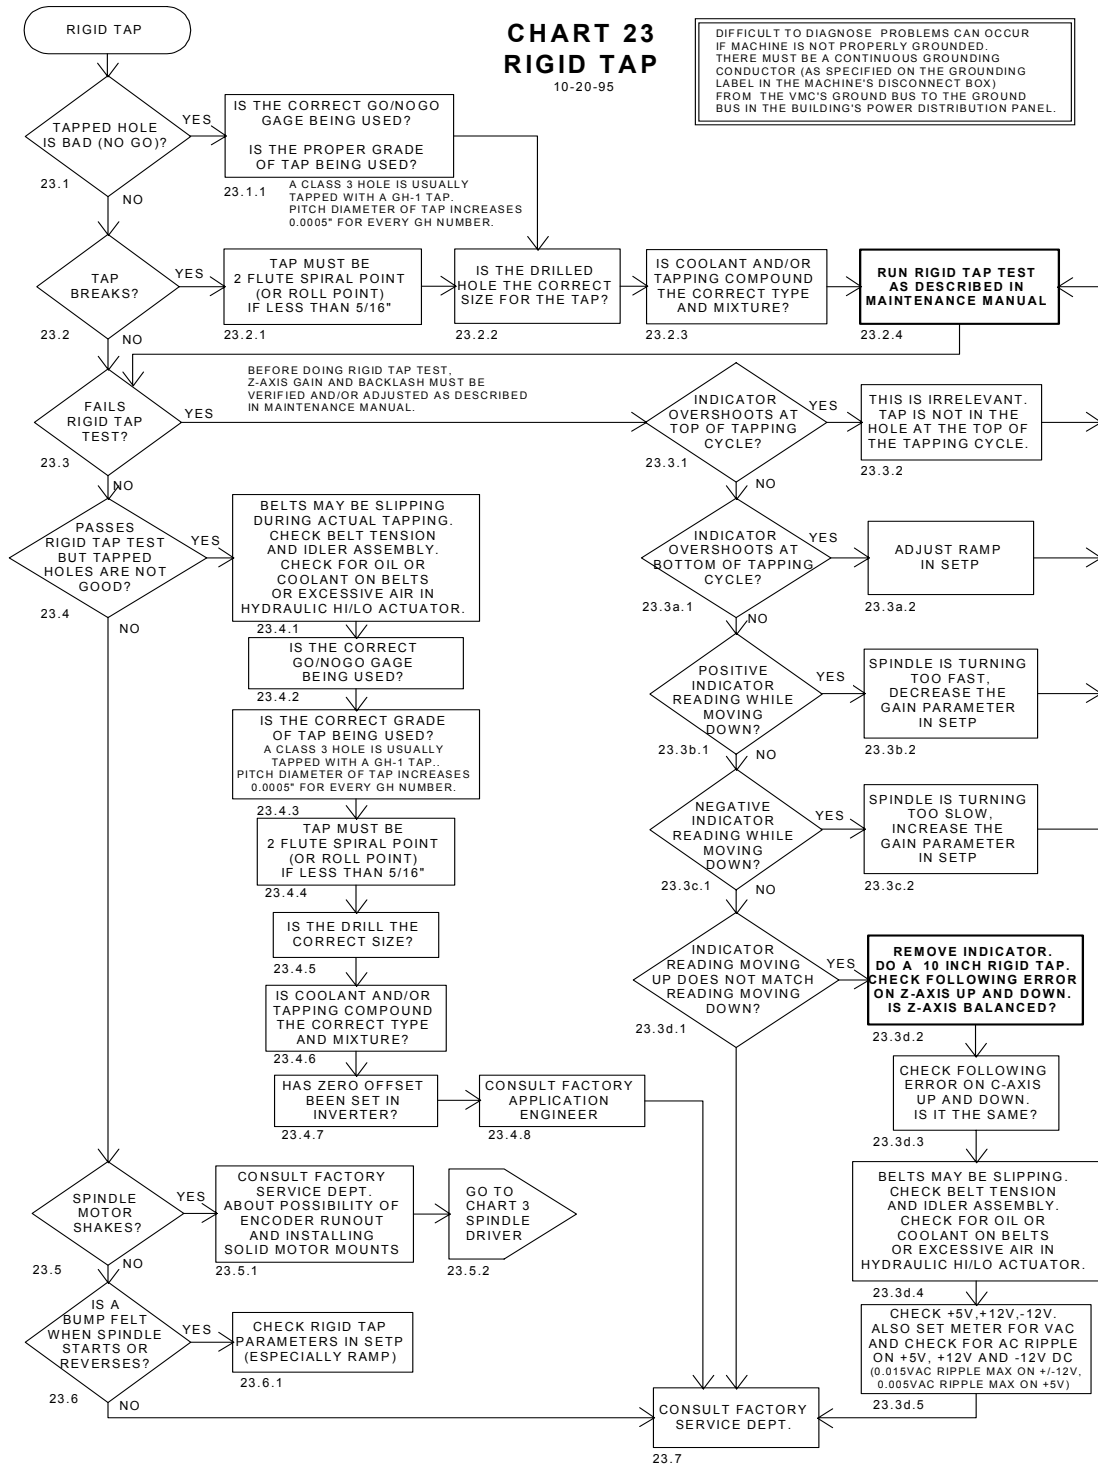 RIGID TAP
CHART 23
RIGID TAP
10-20-95
DIFFICULT TO DIAGNOSE PROBLEMS CAN OCCUR
IF MACHINE IS NOT PROPERLY GROUNDED.
THERE MUST BE A CONTINUOUS GROUNDING
CONDUCTOR (AS SPECIFIED ON THE GROUNDING
LABEL IN THE MACHINE'S DISCONNECT BOX)
FROM THE VMC'S GROUND BUS TO THE GROUND
BUS IN THE BUILDING'S POWER DISTRIBUTION PANEL.
TAPPED HOLE
IS BAD (NO GO)?
YES
23.1
NO
IS THE CORRECT GO/NOGO
GAGE BEING USED?
IS THE PROPER GRADE
OF TAP BEING USED?
23.1.1
A CLASS 3 HOLE IS USUALLY
TAPPED WITH A GH-1 TAP.
PITCH DIAMETER OF TAP INCREASES
0.0005" FOR EVERY GH NUMBER.
TAP
BREAKS?
YES
23.2
NO
TAP MUST BE
2 FLUTE SPIRAL POINT
(OR ROLL POINT)
IF LESS THAN 5/16"
23.2.1
IS THE DRILLED
HOLE THE CORRECT
SIZE FOR THE TAP?
23.2.2
IS COOLANT AND/OR
TAPPING COMPOUND
THE CORRECT TYPE
AND MIXTURE?
23.2.3
RUN RIGID TAP TEST
AS DESCRIBED IN
MAINTENANCE MANUAL
23.2.4
BEFORE DOING RIGID TAP TEST,
Z-AXIS GAIN AND BACKLASH MUST BE
VERIFIED AND/OR ADJUSTED AS DESCRIBED
IN MAINTENANCE MANUAL.
FAILS
RIGID TAP
TEST?
YES
23.3
NO
INDICATOR
OVERSHOOTS AT
TOP OF TAPPING
CYCLE?
YES
23.3.1
NO
THIS IS IRRELEVANT.
TAP IS NOT IN THE
HOLE AT THE TOP OF
THE TAPPING CYCLE.
23.3.2
PASSES
RIGID TAP TEST
BUT TAPPED
HOLES ARE NOT
GOOD?
YES
23.4
NO
BELTS MAY BE SLIPPING
DURING ACTUAL TAPPING.
CHECK BELT TENSION
AND IDLER ASSEMBLY.
CHECK FOR OIL OR
COOLANT ON BELTS
OR EXCESSIVE AIR IN
HYDRAULIC HI/LO ACTUATOR.
23.4.1
IS THE CORRECT
GO/NOGO GAGE
BEING USED?
23.4.2
IS THE CORRECT GRADE
OF TAP BEING USED?
A CLASS 3 HOLE IS USUALLY
TAPPED WITH A GH-1 TAP..
PITCH DIAMETER OF TAP INCREASES
0.0005" FOR EVERY GH NUMBER.
23.4.3
TAP MUST BE
2 FLUTE SPIRAL POINT
(OR ROLL POINT)
IF LESS THAN 5/16"
23.4.4
IS THE DRILL THE
CORRECT SIZE?
23.4.5
IS COOLANT AND/OR
TAPPING COMPOUND
THE CORRECT TYPE
AND MIXTURE?
23.4.6
HAS ZERO OFFSET
BEEN SET IN
INVERTER?
23.4.7
CONSULT FACTORY
APPLICATION
ENGINEER
23.4.8
INDICATOR
OVERSHOOTS AT
BOTTOM OF TAPPING
CYCLE?
YES
23.3a.1
NO
ADJUST RAMP
IN SETP
23.3a.2
POSITIVE
INDICATOR
READING WHILE
MOVING
DOWN?
YES
23.3b.1
NO
SPINDLE IS TURNING
TOO FAST,
DECREASE THE
GAIN PARAMETER
IN SETP
23.3b.2
NEGATIVE
INDICATOR
READING WHILE
MOVING
DOWN?
YES
23.3c.1
NO
SPINDLE IS TURNING
TOO SLOW,
INCREASE THE
GAIN PARAMETER
IN SETP
23.3c.2
INDICATOR
READING MOVING
UP DOES NOT MATCH
READING MOVING
DOWN?
YES
23.3d.1
REMOVE INDICATOR.
DO A 10 INCH RIGID TAP.
CHECK FOLLOWING ERROR
ON Z-AXIS UP AND DOWN.
IS Z-AXIS BALANCED?
23.3d.2
CHECK FOLLOWING
ERROR ON C-AXIS
UP AND DOWN.
IS IT THE SAME?
23.3d.3
BELTS MAY BE SLIPPING.
CHECK BELT TENSION
AND IDLER ASSEMBLY.
CHECK FOR OIL OR
COOLANT ON BELTS
OR EXCESSIVE AIR IN
HYDRAULIC HI/LO ACTUATOR.
23.3d.4
CHECK +5V,+12V,-12V.
ALSO SET METER FOR VAC
AND CHECK FOR AC RIPPLE
ON +5V, +12V AND -12V DC
(0.015VAC RIPPLE MAX ON +/-12V,
0.005VAC RIPPLE MAX ON +5V)
23.3d.5
SPINDLE
MOTOR
SHAKES?
YES
23.5
NO
CONSULT FACTORY
SERVICE DEPT.
ABOUT POSSIBILITY OF
ENCODER RUNOUT
AND INSTALLING
SOLID MOTOR MOUNTS
23.5.1
GO TO
CHART 3
SPINDLE
DRIVER
23.5.2
IS A
BUMP FELT
WHEN SPINDLE
STARTS OR
REVERSES?
YES
23.6
NO
CHECK RIGID TAP
PARAMETERS IN SETP
(ESPECIALLY RAMP)
23.6.1
CONSULT FACTORY
SERVICE DEPT.
23.7